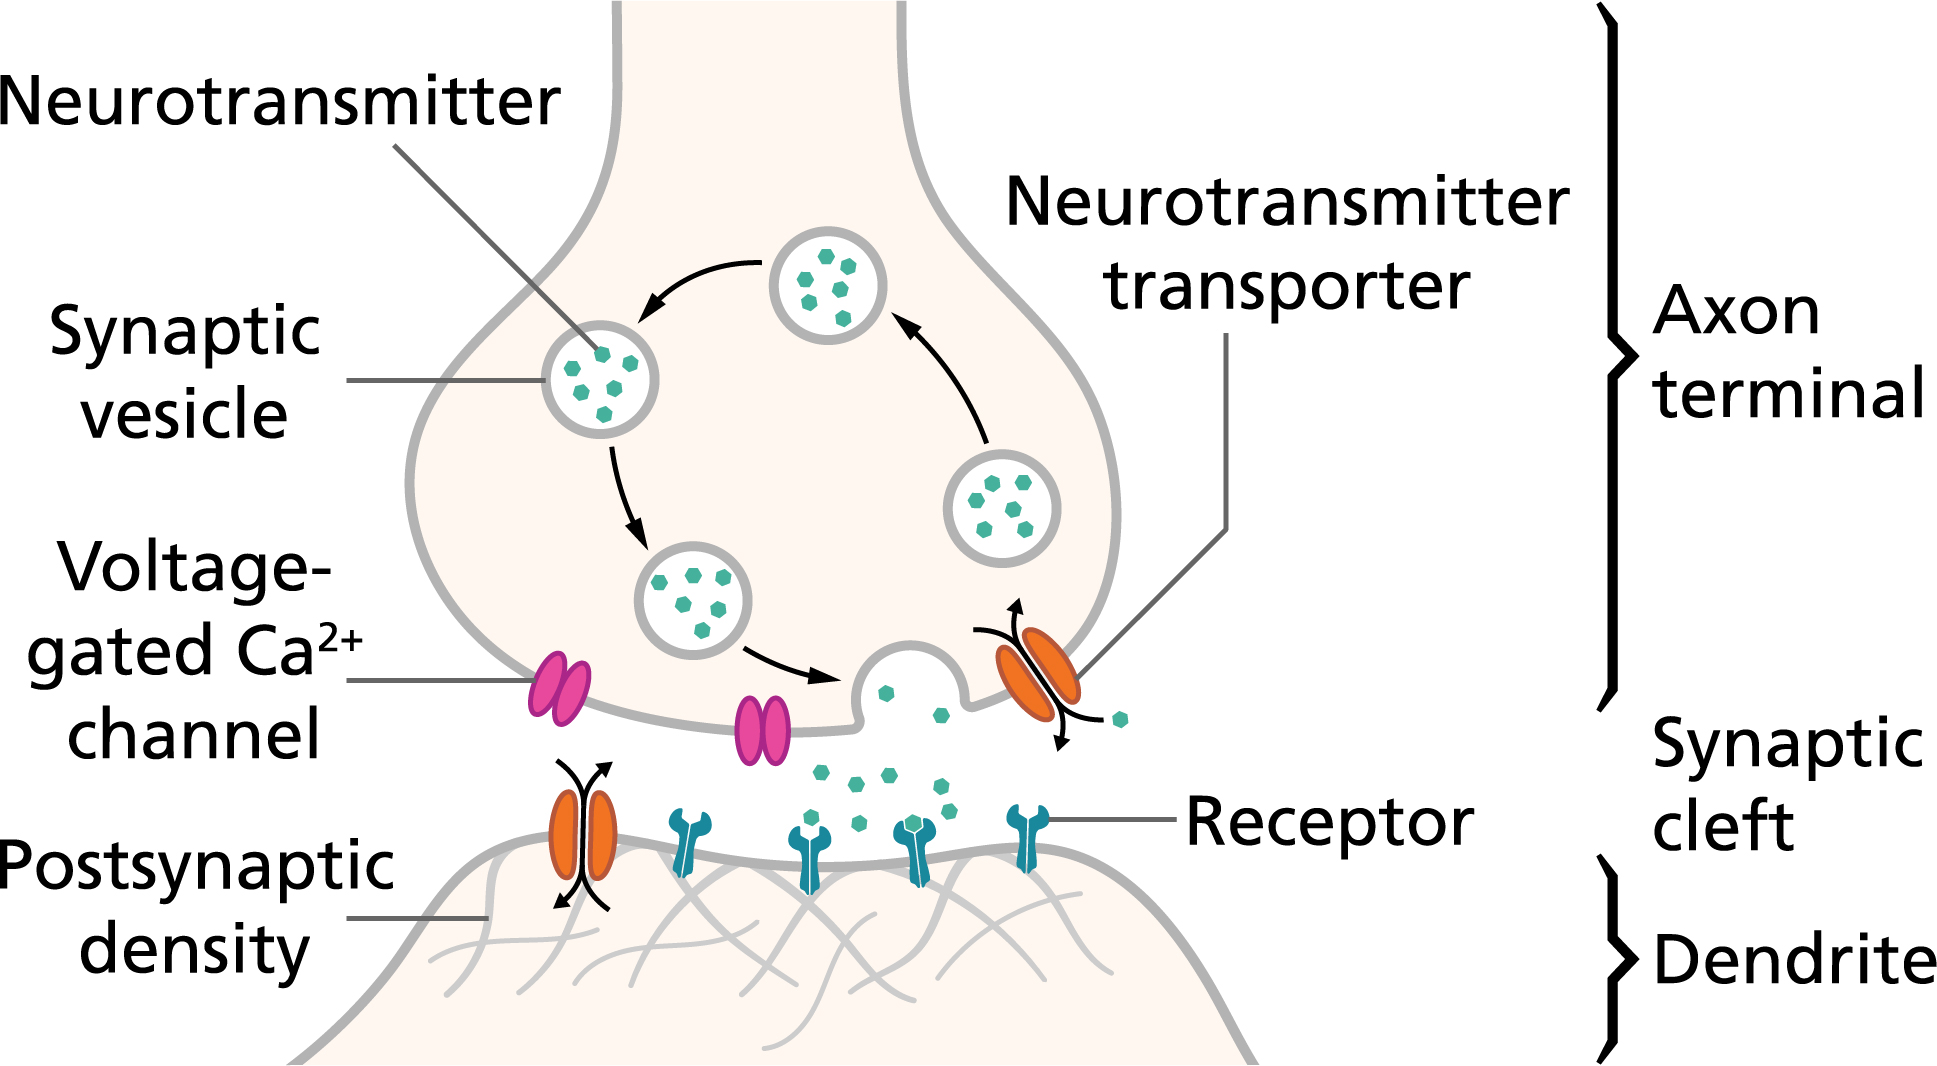 Neurotransmitter
Synaptic
vesicle
Voltage-
gated Ca²⁺
channel
Postsynaptic
density
Neurotransmitter
transporter
Receptor
Axon
terminal
Synaptic
cleft
Dendrite